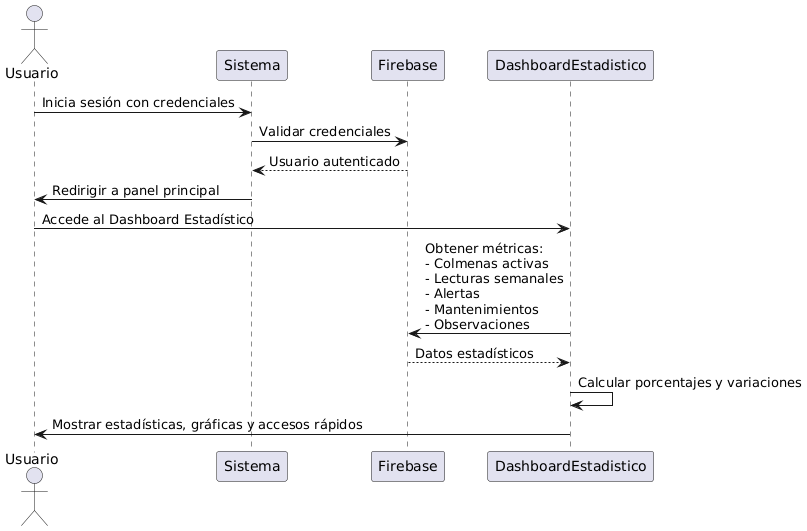 Usuario
Sistema
Firebase
DashboardEstadistico
Inicia sesión con credenciales
Validar credenciales
Usuario autenticado
Redirigir a panel principal
Accede al Dashboard Estadístico
Obtener métricas:
- Colmenas activas
- Lecturas semanales
- Alertas
- Mantenimientos
- Observaciones
Datos estadísticos
Calcular porcentajes y variaciones
Mostrar estadísticas, gráficas y accesos rápidos
Usuario
Sistema
Firebase
DashboardEstadistico